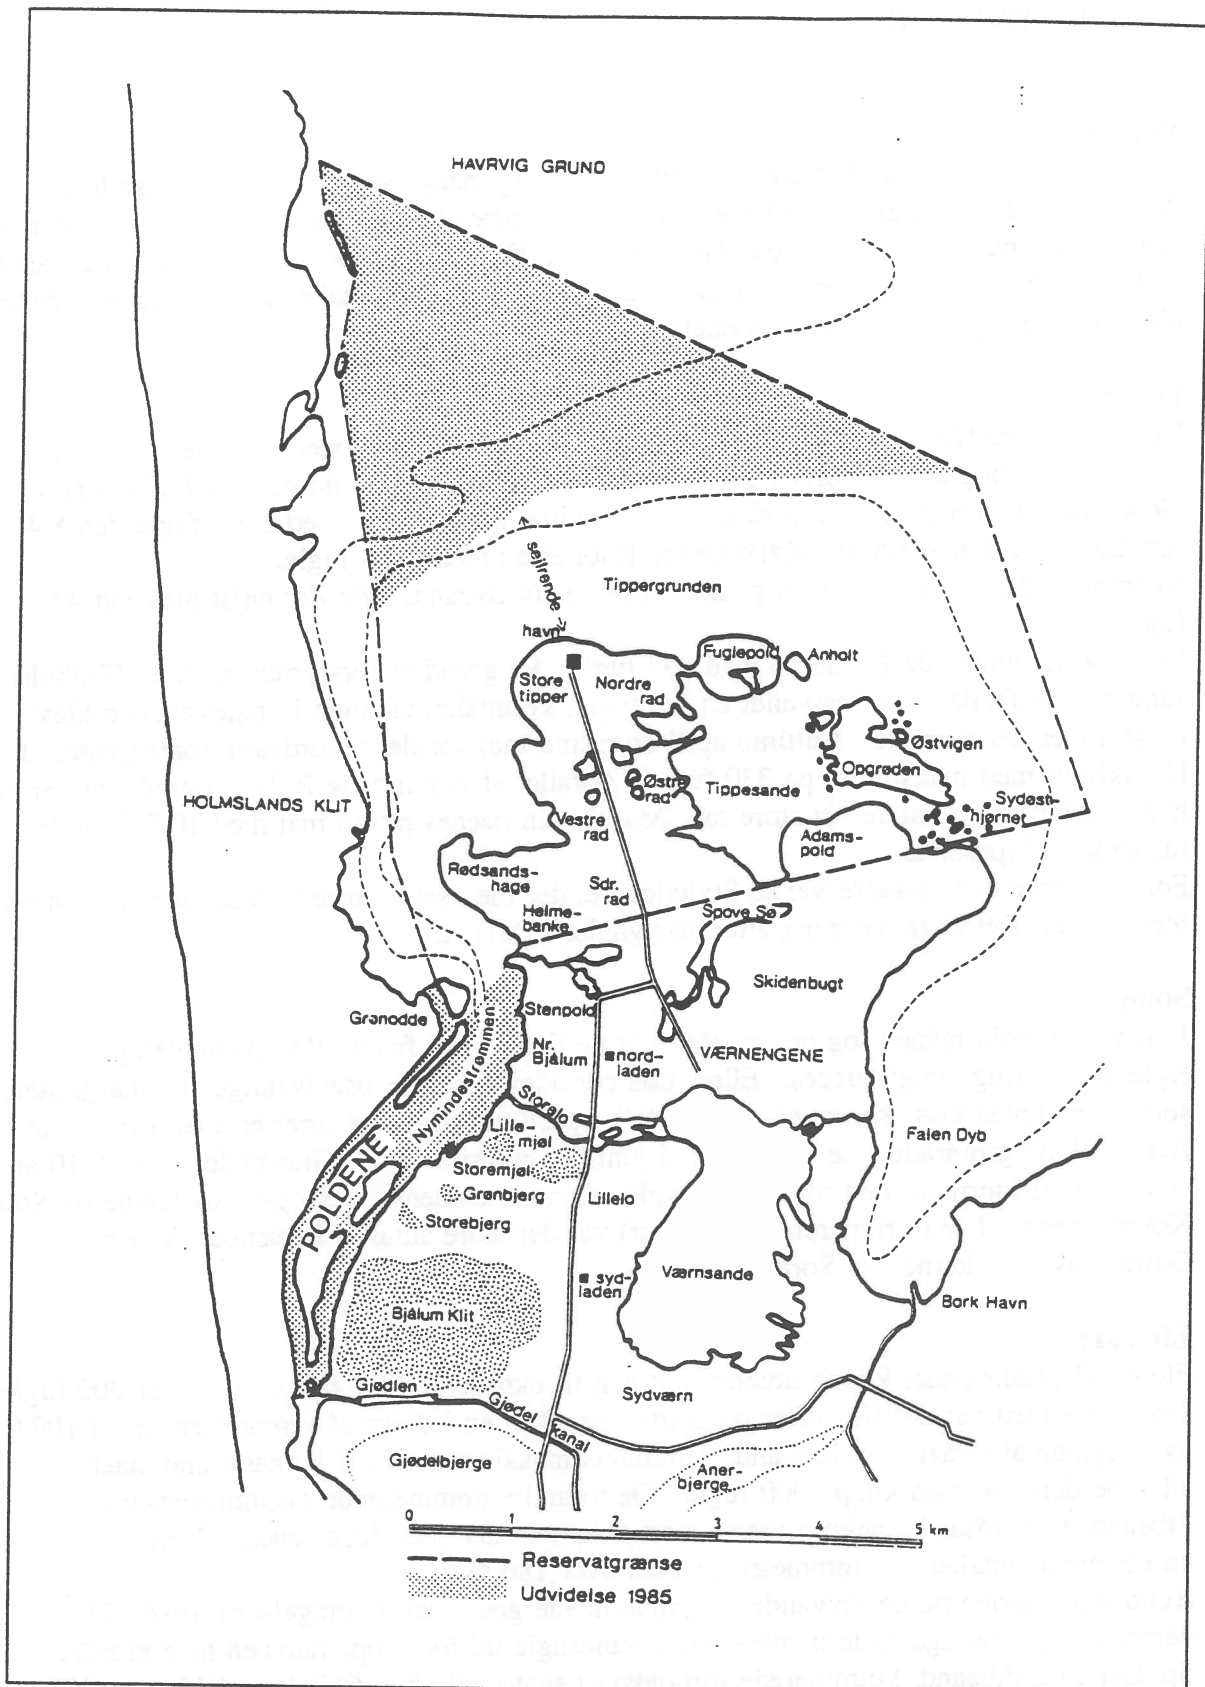 HAVRVIG GRUND
sejlrende
Tippergrunden
havn
Fuglepold
Anholt
Store
tipper
Nordre
rad
Østvigen
Opgrøden
Østre
rad
Tippesande
HOLMSLANDS KLIT
Sydøst-
hjørnet
Vestre
rad
Adams-
pold
Rødsands-
hage
Sdr.
rad
Helme-
banke
Spove Sø
Skidenbugt
Stenpold
Grønodde
Nr.
Bjålum
nord-
laden
VÆRNENGENE
Nymindestrømmen
Storelo
Lille-
mjøl
Falen Dyb
Storemjøl
POLDENE
Grønbjerg
Lillelo
Storebjerg
Værnsande
syd-
laden
Bork Havn
Bjålum Klit
Gjødlen
Gjødel
kanal
Sydværn
Gjødelbjerge
Aner-
bjerge
0 1 2 3 4 5 km
Reservatgrænse
Udvidelse 1985